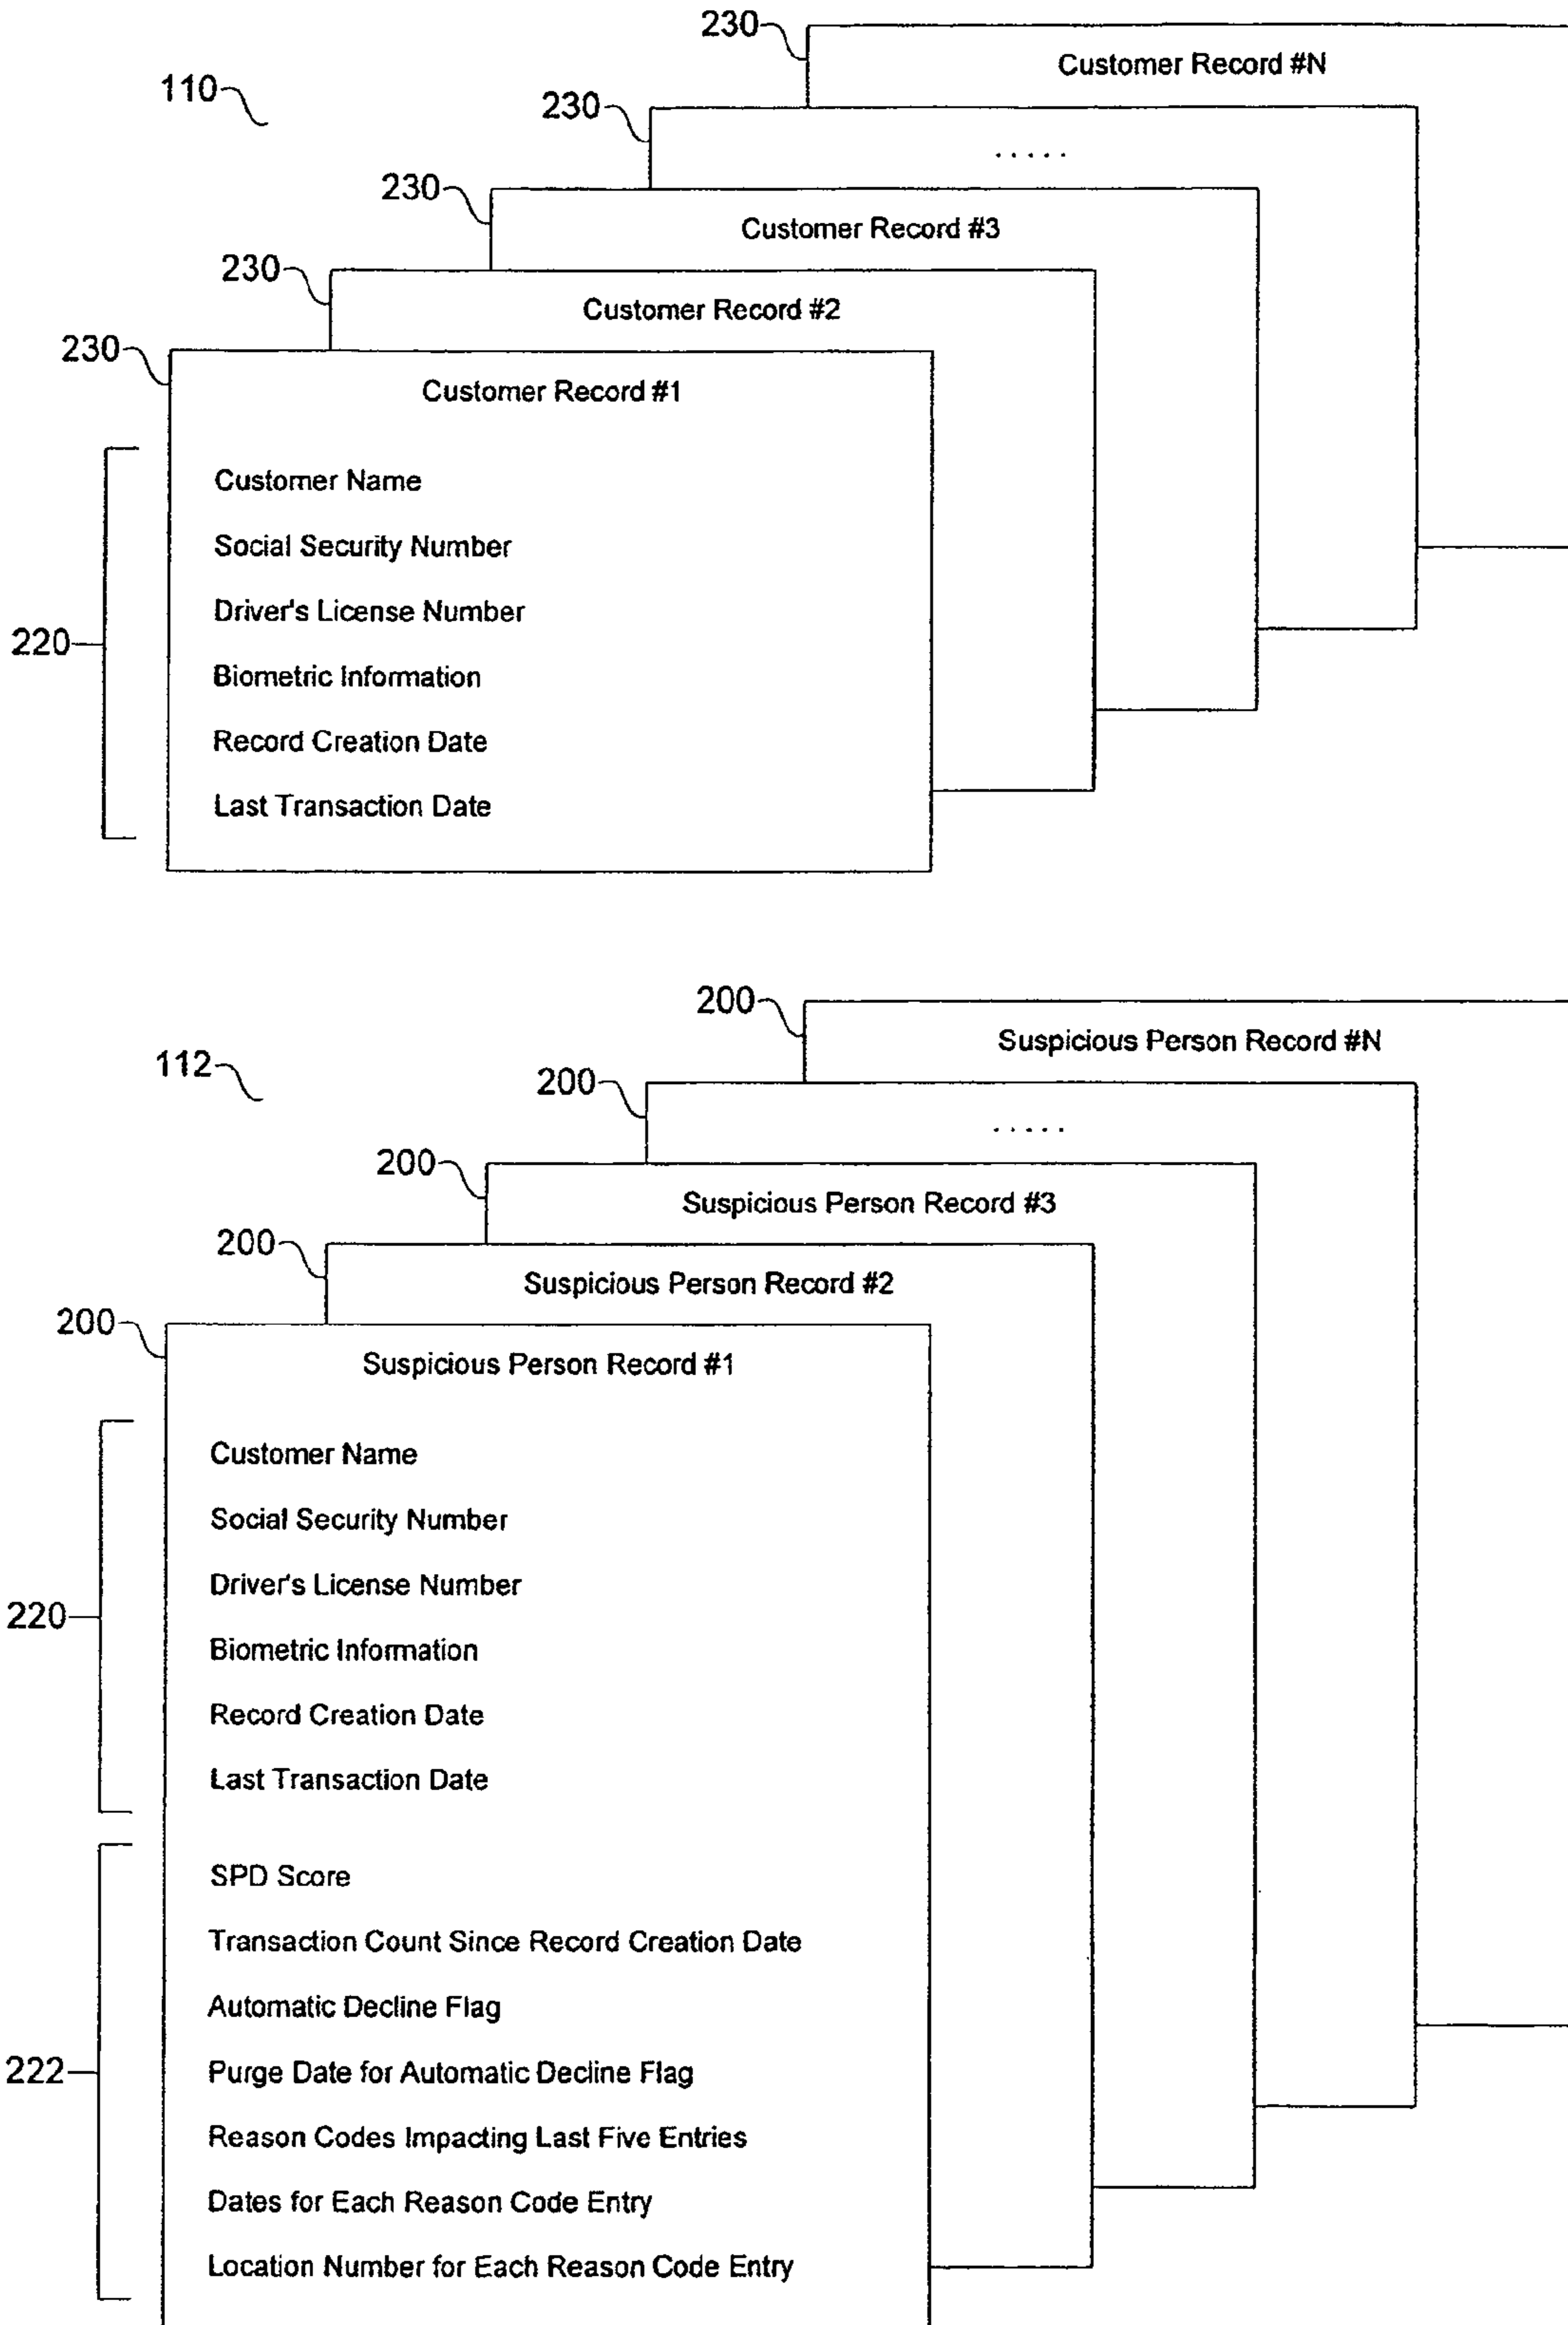 230
Customer Record #N
110
230
.....
230
Customer Record #3
230
Customer Record #2
230
Customer Record #1
Customer Name
Social Security Number
Driver's License Number
220
Biometric Information
Record Creation Date
Last Transaction Date
200
Suspicious Person Record #N
112
200
.....
200
Suspicious Person Record #3
200
Suspicious Person Record #2
200
Suspicious Person Record #1
Customer Name
Social Security Number
Driver's License Number
220
Biometric Information
Record Creation Date
Last Transaction Date
SPD Score
Transaction Count Since Record Creation Date
Automatic Decline Flag
222
Purge Date for Automatic Decline Flag
Reason Codes Impacting Last Five Entries
Dates for Each Reason Code Entry
Location Number for Each Reason Code Entry